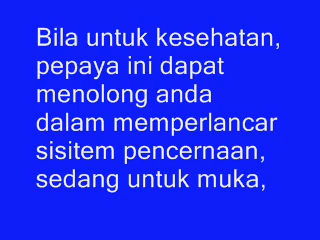 Bila untuk kesehatan,
pepaya ini dapat
menolong anda
dalam memperlancar
sisitem pencernaan,
sedang untuk muka,